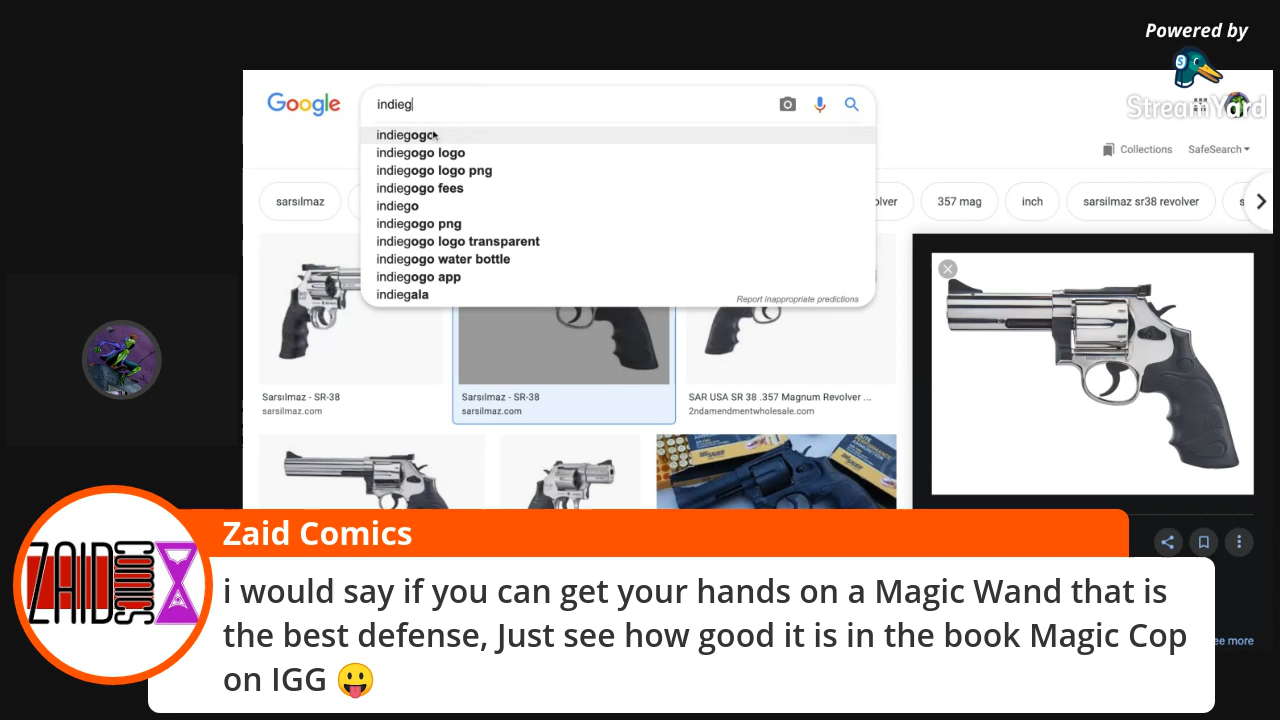 Powered by
StreamYard
Google
indieg
indiegogo
indiegogo logo
indiegogo logo png
indiegogo fees
indiego
indiegogo png
indiegogo logo transparent
indiegogo water bottle
indiegogo app
indiegala
Report inappropriate predictions
Collections
SafeSearch
sarsılmaz
olver
357 mag
inch
sarsilmaz sr38 revolver
s
Sarsılmaz - SR-38
sarsilmaz.com
Sarsılmaz - SR-38
sarsilmaz.com
SAR USA SR 38 .357 Magnum Revolver ...
2ndamendmentwholesale.com
ee more
ZAID COMICS
Zaid Comics
i would say if you can get your hands on a Magic Wand that is
the best defense, Just see how good it is in the book Magic Cop
on IGG 😛